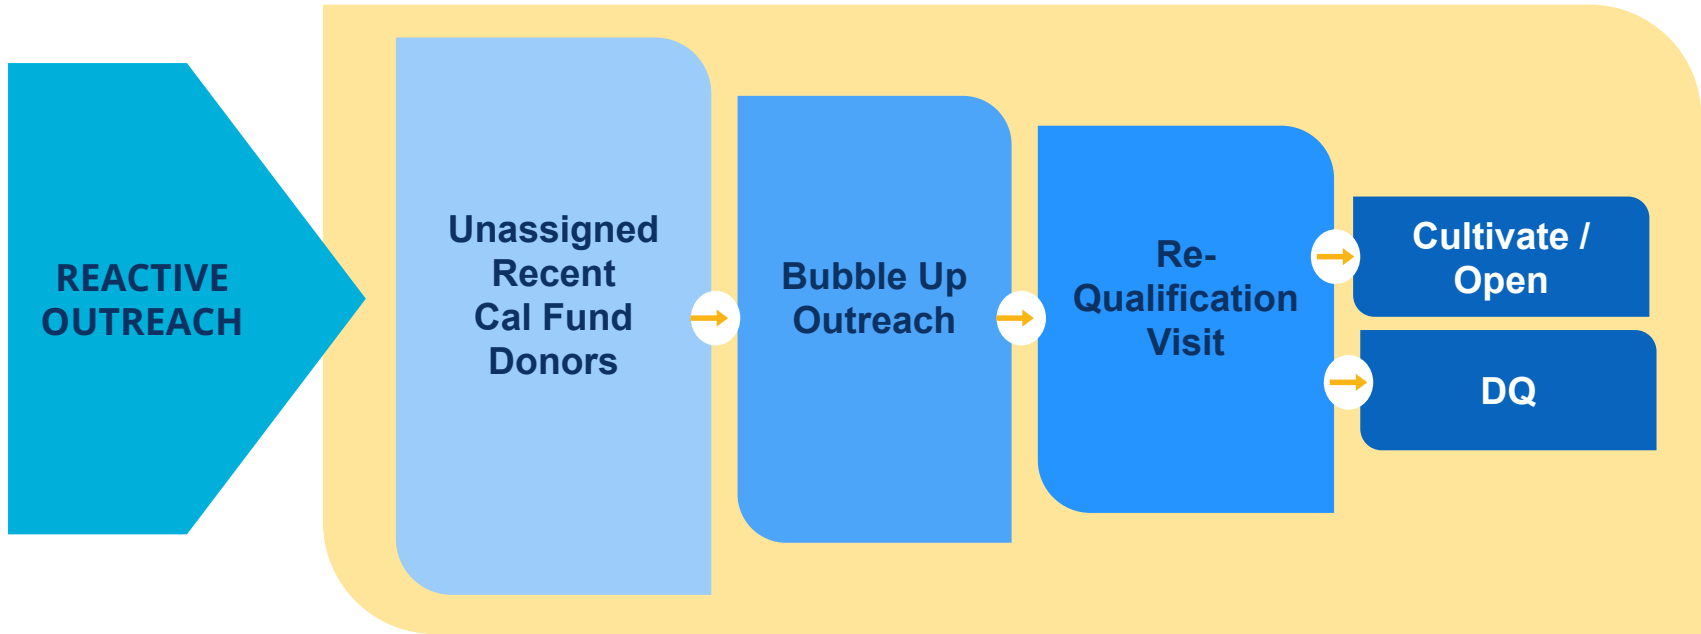 REACTIVE
OUTREACH
Unassigned
Recent
Cal Fund
Donors
Bubble Up
Outreach
Re-
Qualification
Visit
Cultivate /
Open
DQ